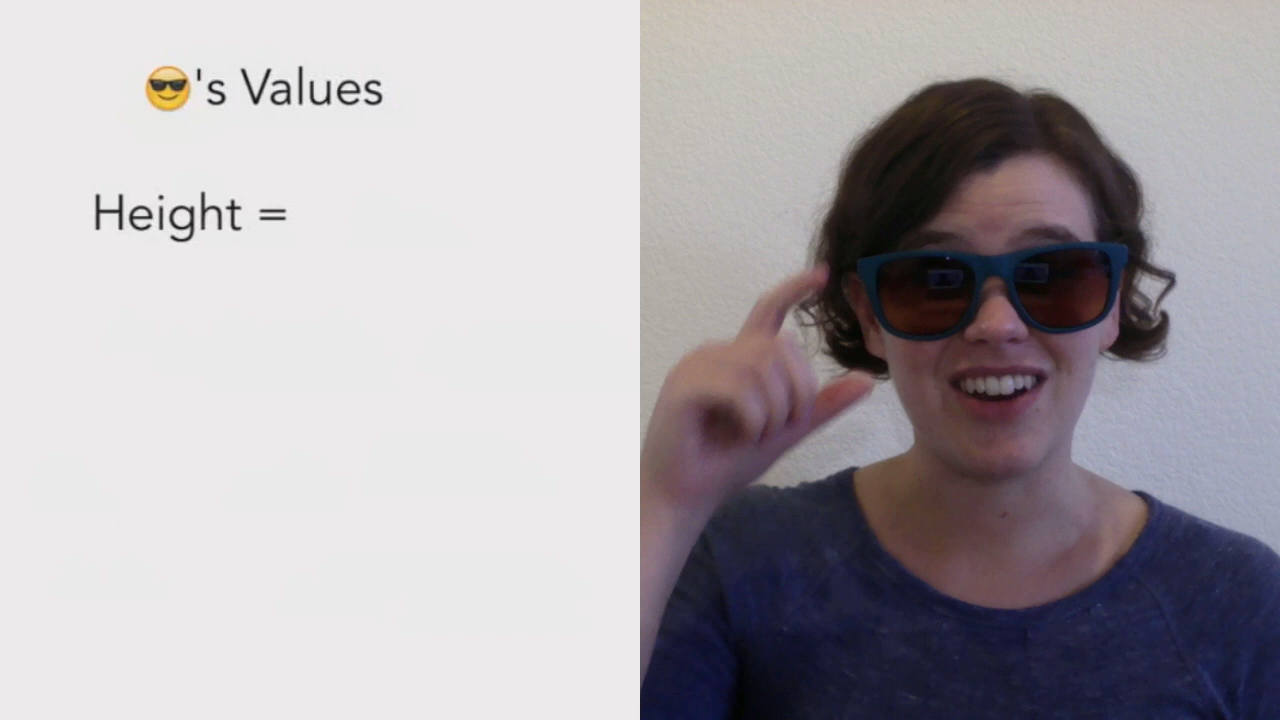 😎's Values
Height =